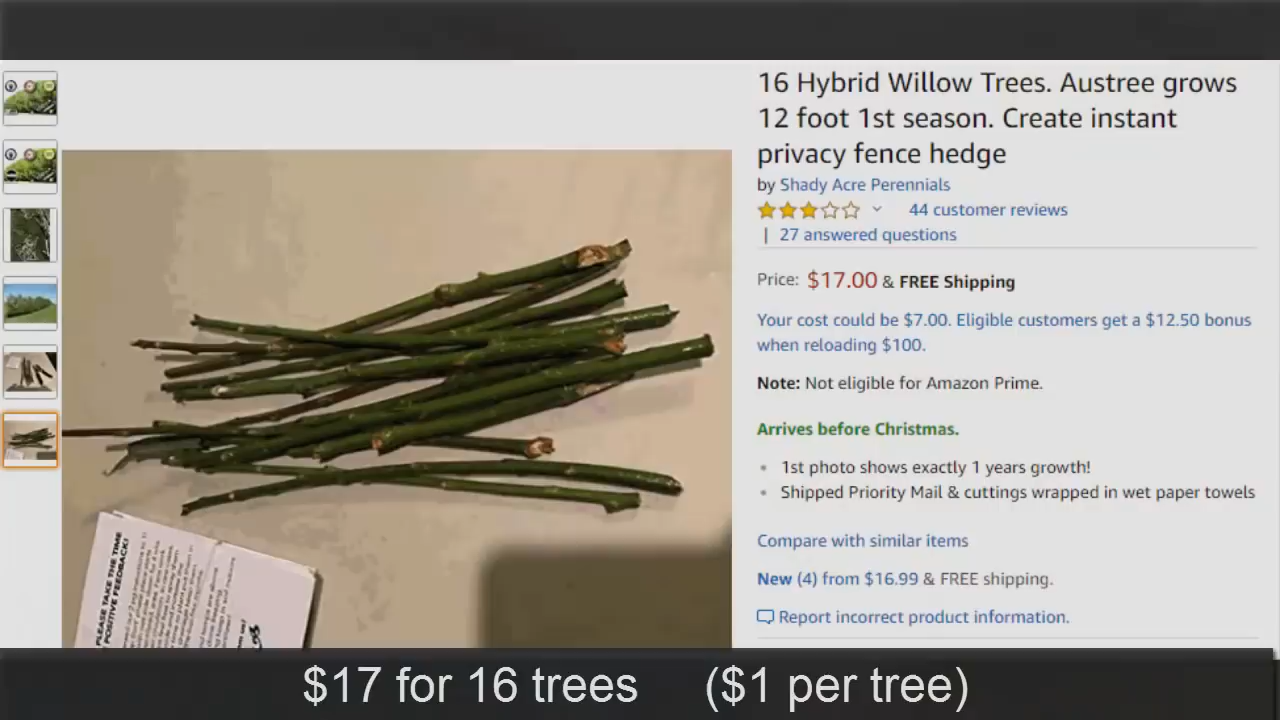 16 Hybrid Willow Trees. Austree grows
12 foot 1st season. Create instant
privacy fence hedge
by Shady Acre Perennials
44 customer reviews
| 27 answered questions
Price: $17.00 & FREE Shipping
Your cost could be $7.00. Eligible customers get a $12.50 bonus
when reloading $100.
Note: Not eligible for Amazon Prime.
Arrives before Christmas.
• 1st photo shows exactly 1 years growth!
• Shipped Priority Mail & cuttings wrapped in wet paper towels
Compare with similar items
New (4) from $16.99 & FREE shipping.
Report incorrect product information.
PLEASE TAKE THE TIME
POSITIVE FEEDBACK!
$17 for 16 trees ($1 per tree)